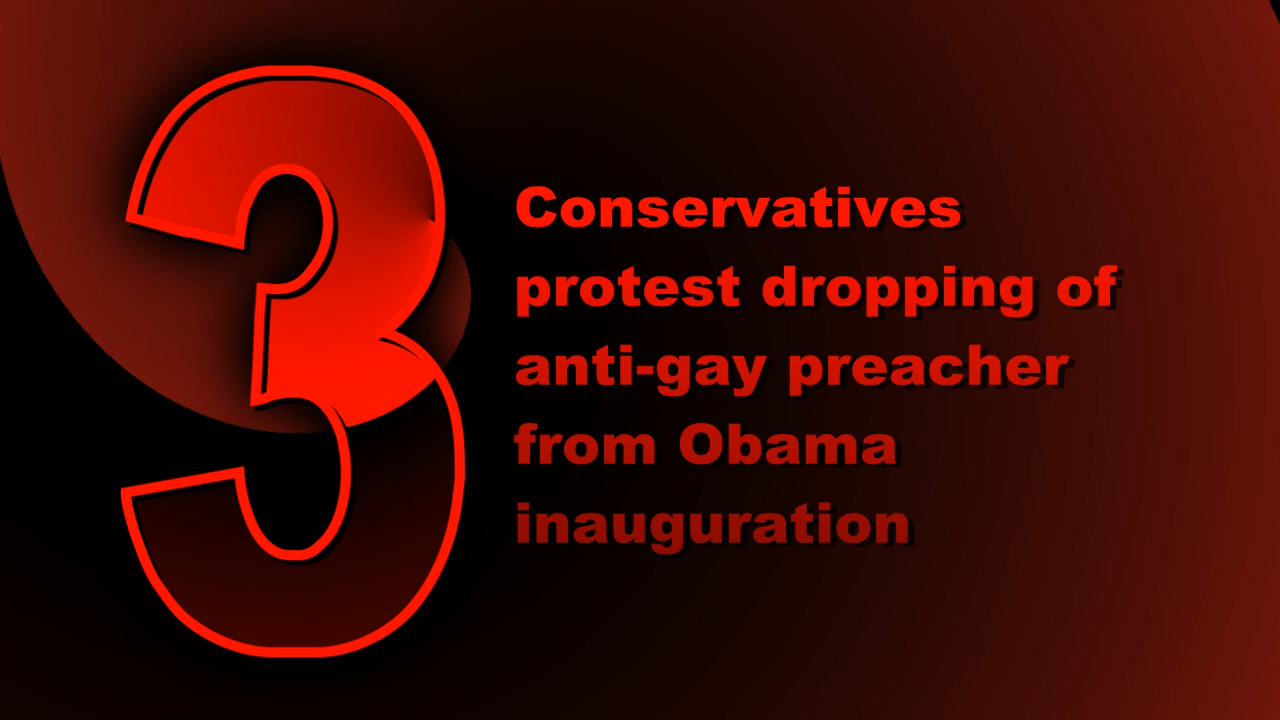 3
Conservatives
protest dropping of
anti-gay preacher
from Obama
inauguration